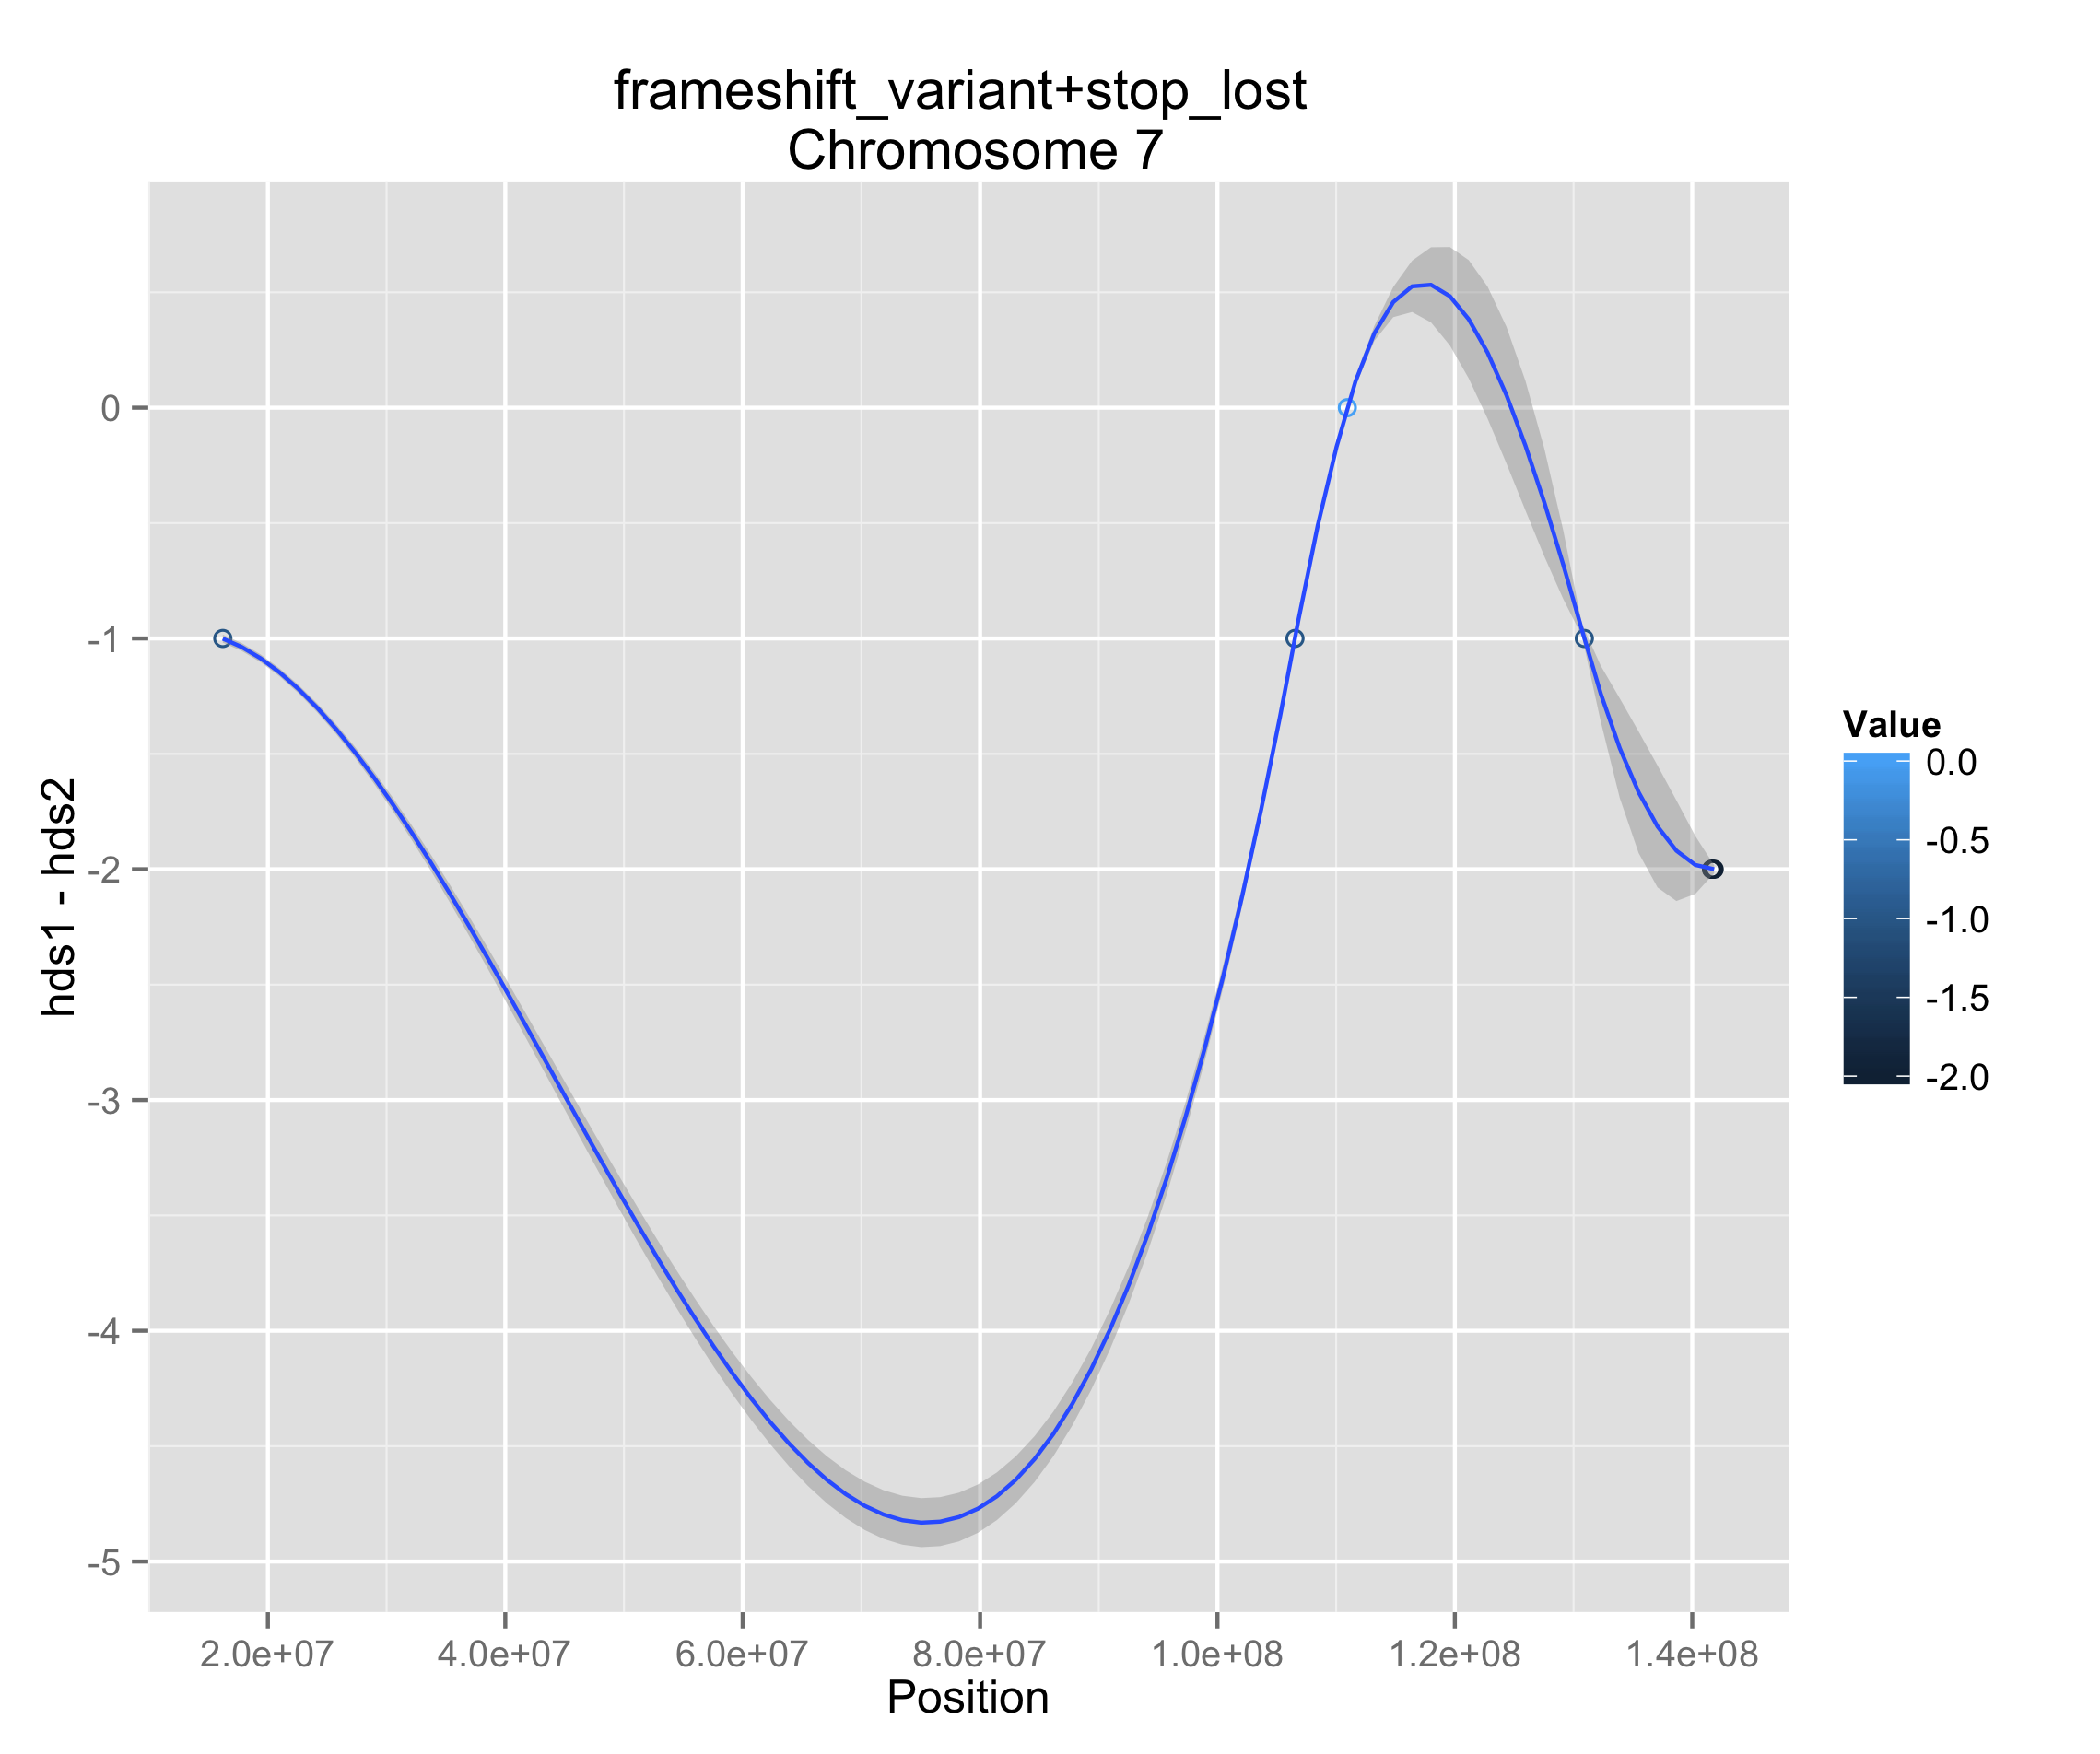 frameshift_variant+stop_lost
Chromosome 7
hds1 - hds2
0
-1
-2
-3
-4
-5
2.0e+07 4.0e+07 6.0e+07 8.0e+07 1.0e+08 1.2e+08 1.4e+08
Position
Value
0.0
-0.5
-1.0
-1.5
-2.0